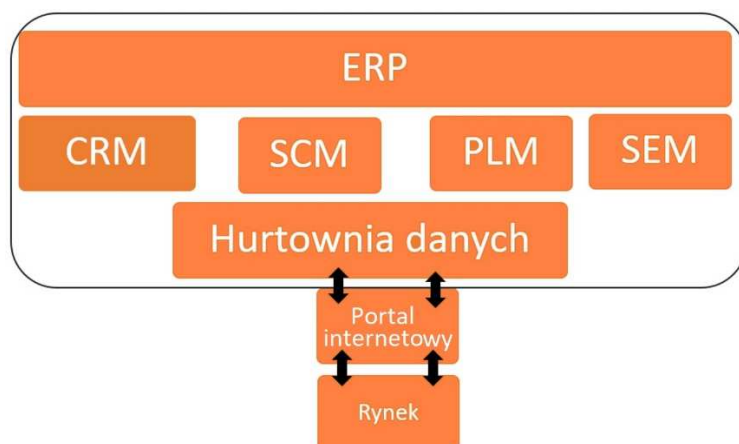 ERP
CRM
SCM
PLM
SEM
Hurtownia danych
Portal
internetowy
Rynek